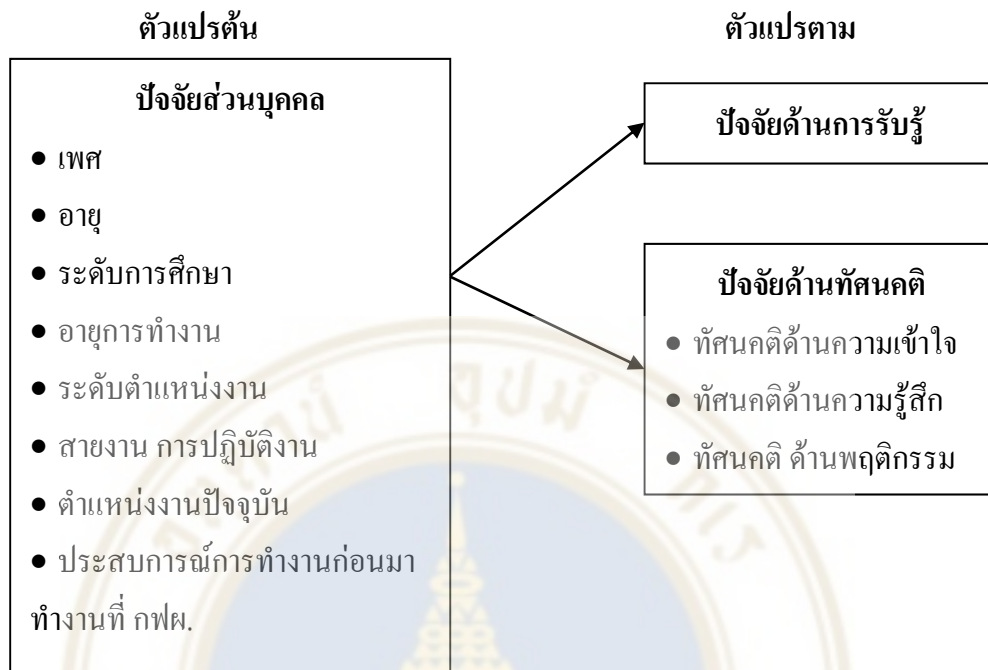 ตัวแปรต้น
ตัวแปรตาม
ปัจจัยส่วนบุคคล
● เพศ
● อายุ
● ระดับการศึกษา
● อายุการทำงาน
● ระดับตำแหน่งงาน
● สายงาน การปฏิบัติงาน
● ตำแหน่งงานปัจจุบัน
● ประสบการณ์การทำงานก่อนมา
ทำงานที่ กฟผ.
ปัจจัยด้านการรับรู้
ปัจจัยด้านทัศนคติ
● ทัศนคติด้านความเข้าใจ
● ทัศนคติด้านความรู้สึก
● ทัศนคติ ด้านพฤติกรรม